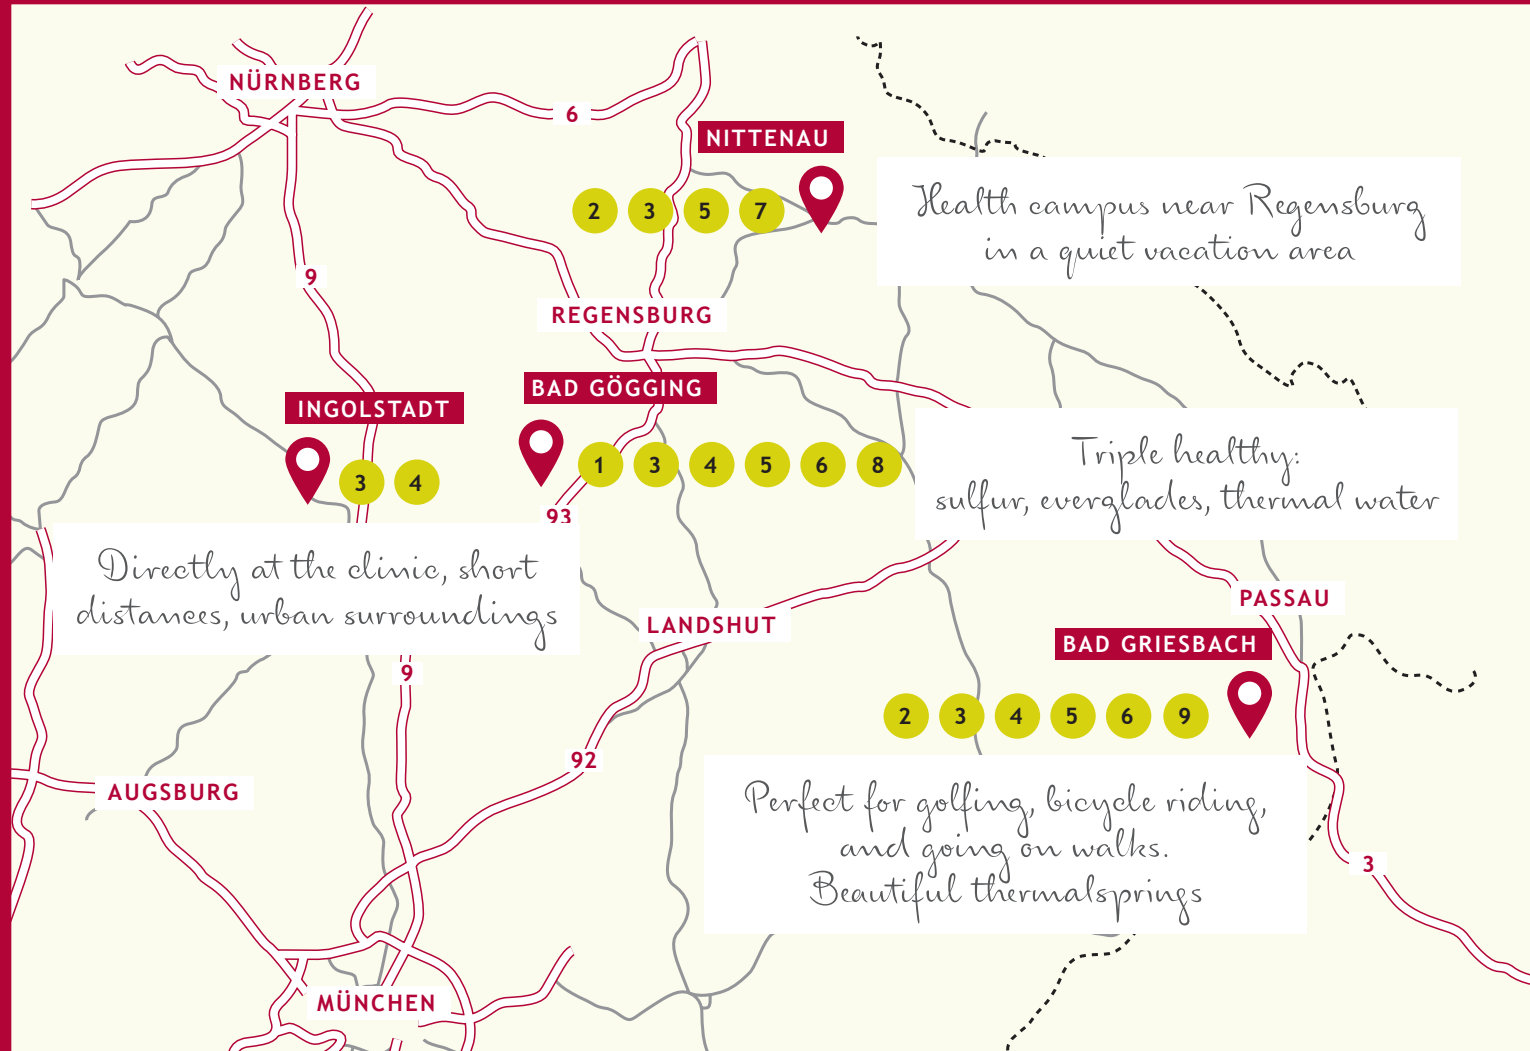 NÜRNBERG
6
NITTENAU
2 3 5 7
Health campus near Regensburg
in a quiet vacation area
9
REGENSBURG
BAD GÖGGING
INGOLSTADT
1 3 4 5 6 8
3 4
Triple healthy:
sulfur, everglades, thermal water
93
Directly at the clinic, short
distances, urban surroundings
PASSAU
LANDSHUT
BAD GRIESBACH
9
2 3 4 5 6 9
92
AUGSBURG
Perfect for golfing, bicycle riding,
and going on walks.
Beautiful thermalsprings
3
MÜNCHEN